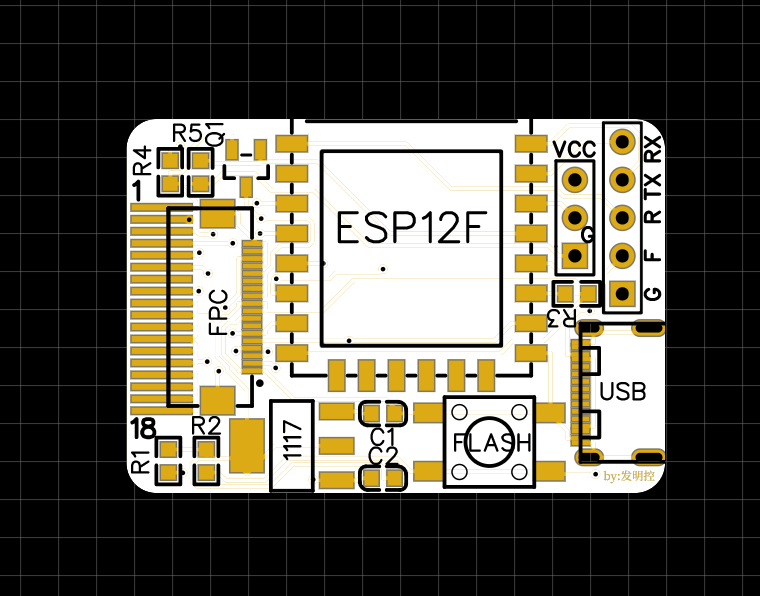 R5
Q1
R4
VCC
RX
TX
R
F
G
1
ESP12F
G
FPC
R3
USB
18
R2
R1
1117
C1
C2
FLASH
by:发明控